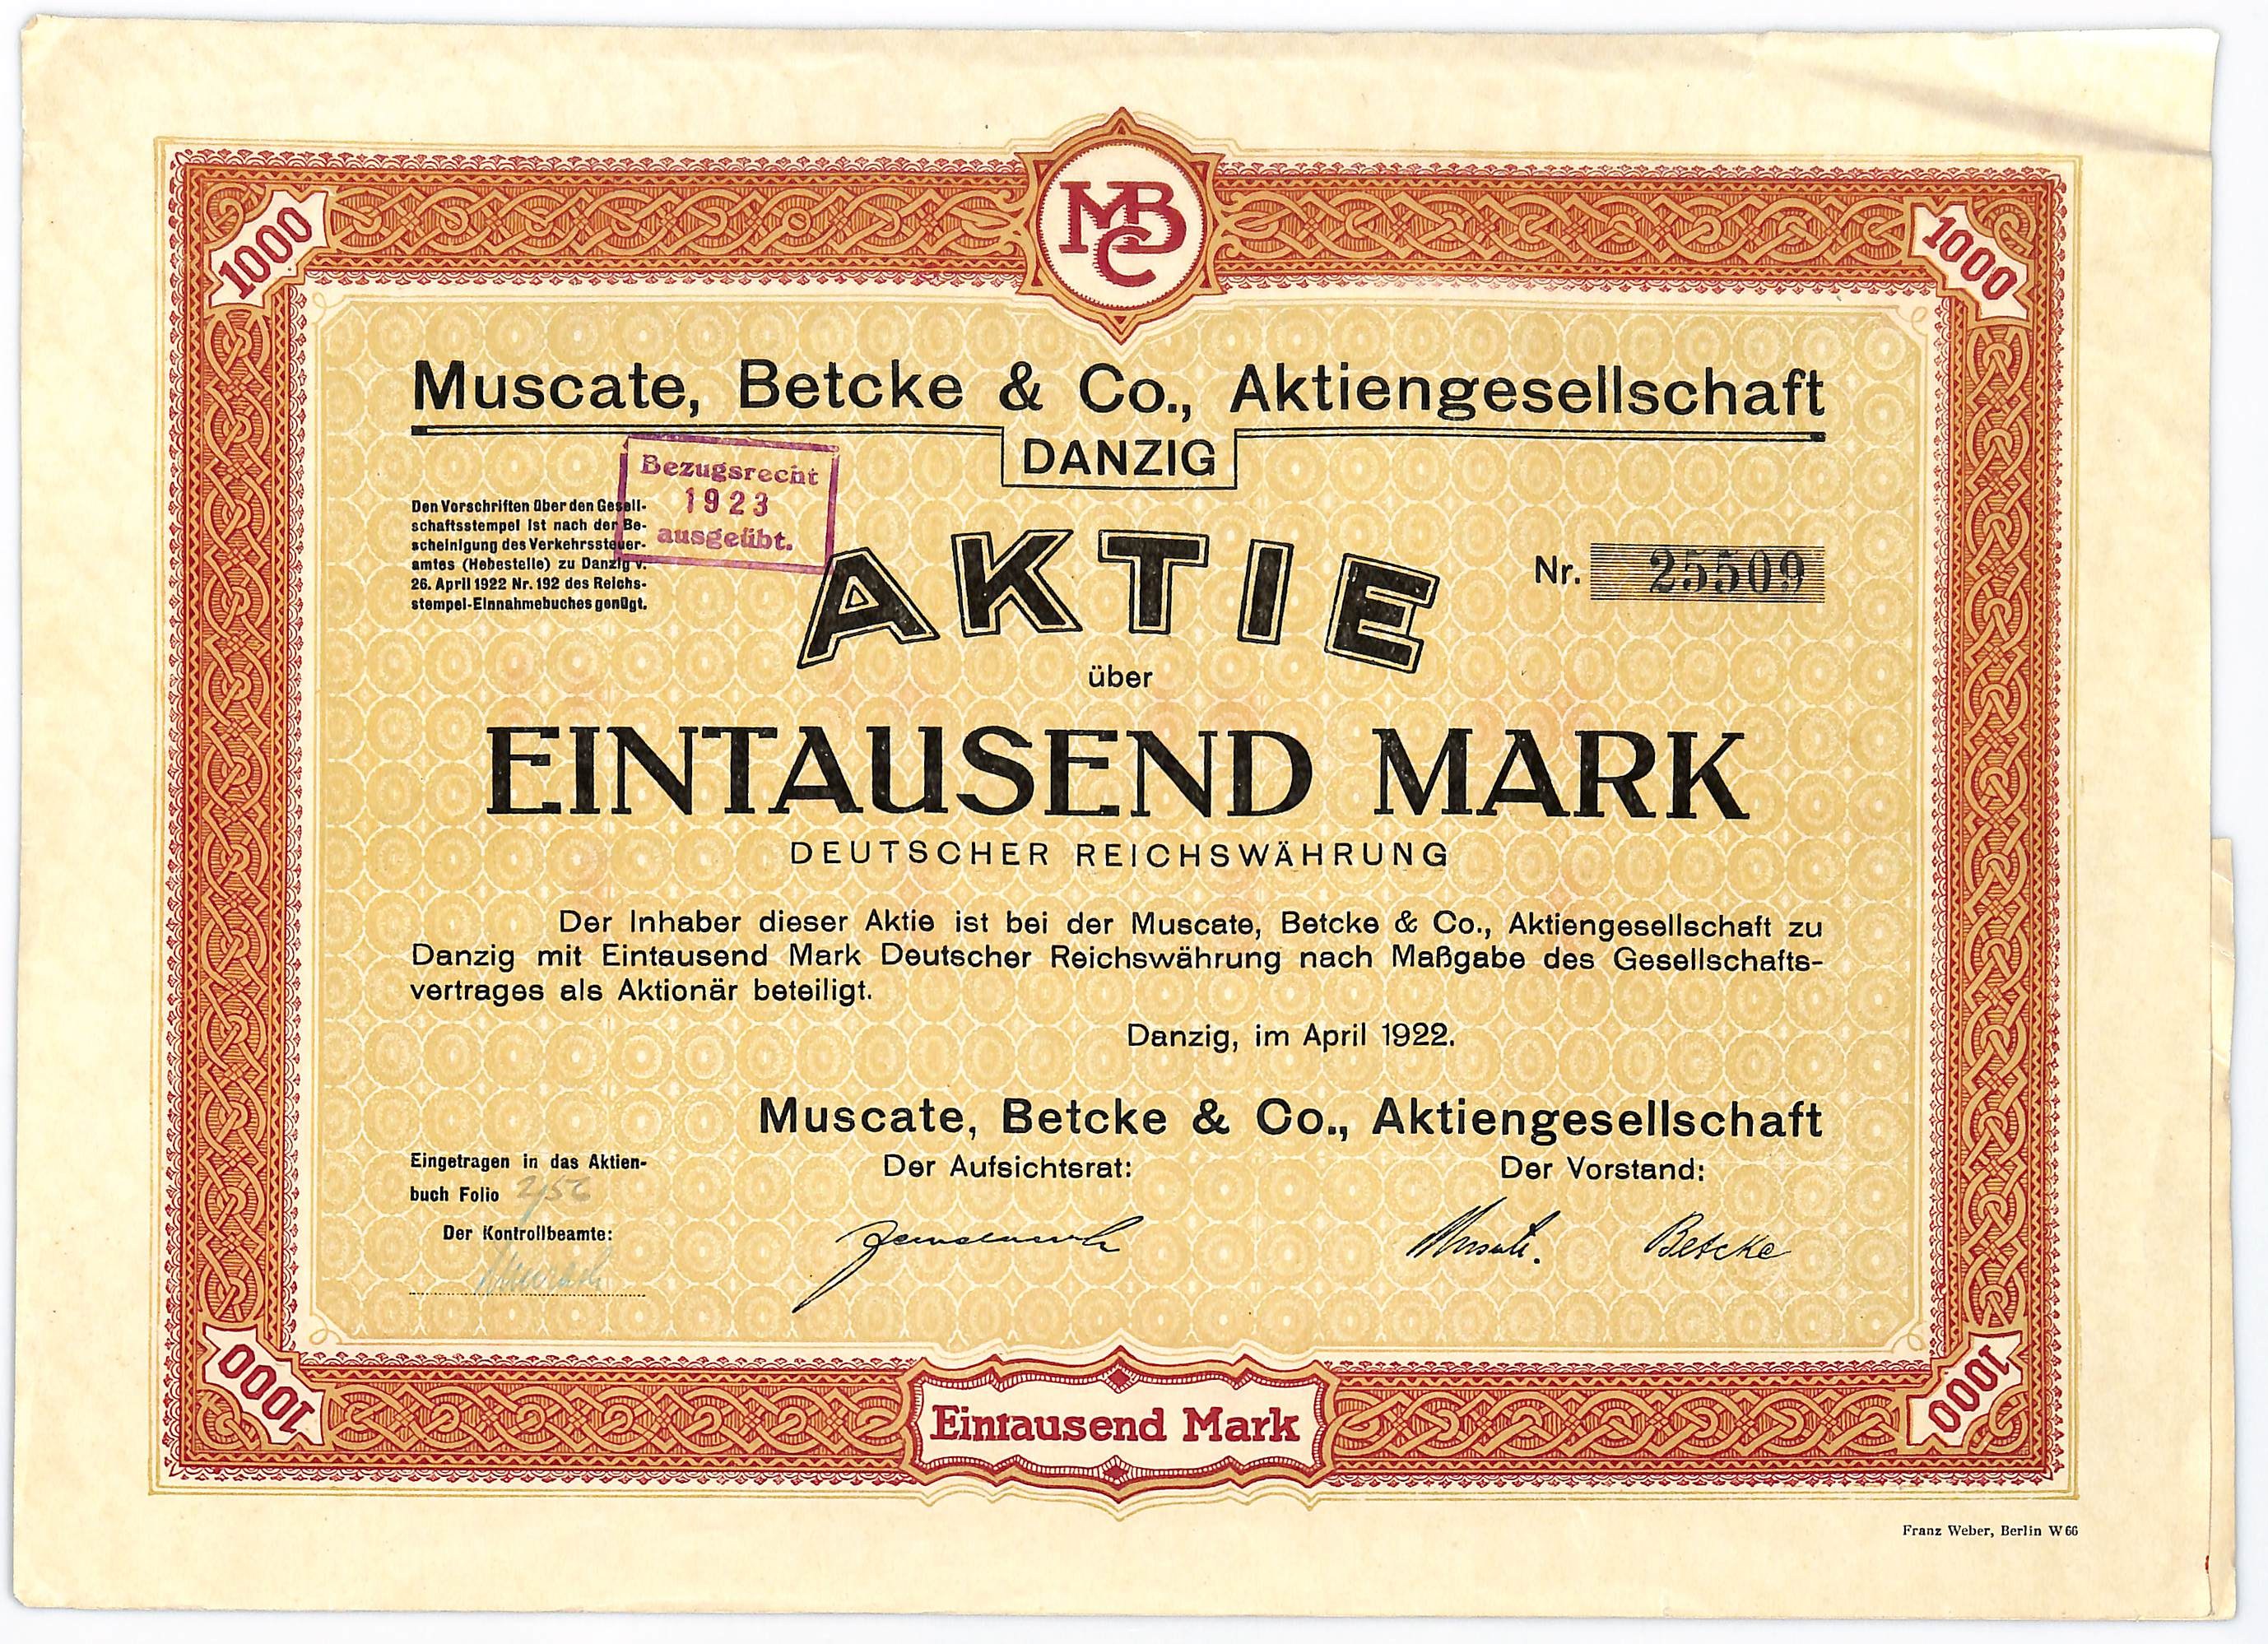 1000
MBC
1000
Muscate, Betcke & Co., Aktiengesellschaft
DANZIG
Bezugsrecht
1923
ausgeübt.
Den Vorschriften über den Gesell-
schaftsstempel ist nach der Be-
scheinigung des Verkehrssteuer-
amtes (Hebestelle) zu Danzig v.
26. April 1922 Nr. 192 des Reichs-
stempel-Einnahmebuches genügt.
AKTIE
Nr. 25509
über
EINTAUSEND MARK
DEUTSCHER REICHSWÄHRUNG
Der Inhaber dieser Aktie ist bei der Muscate, Betcke & Co., Aktiengesellschaft zu
Danzig mit Eintausend Mark Deutscher Reichswährung nach Maßgabe des Gesellschafts-
vertrages als Aktionär beteiligt.
Danzig, im April 1922.
Muscate, Betcke & Co., Aktiengesellschaft
Eingetragen in das Aktien-
buch Folio
Der Kontrollbeamte:
Der Aufsichtsrat:
Der Vorstand:
Betcke
1000
Eintausend Mark
1000
Franz Weber, Berlin W 66